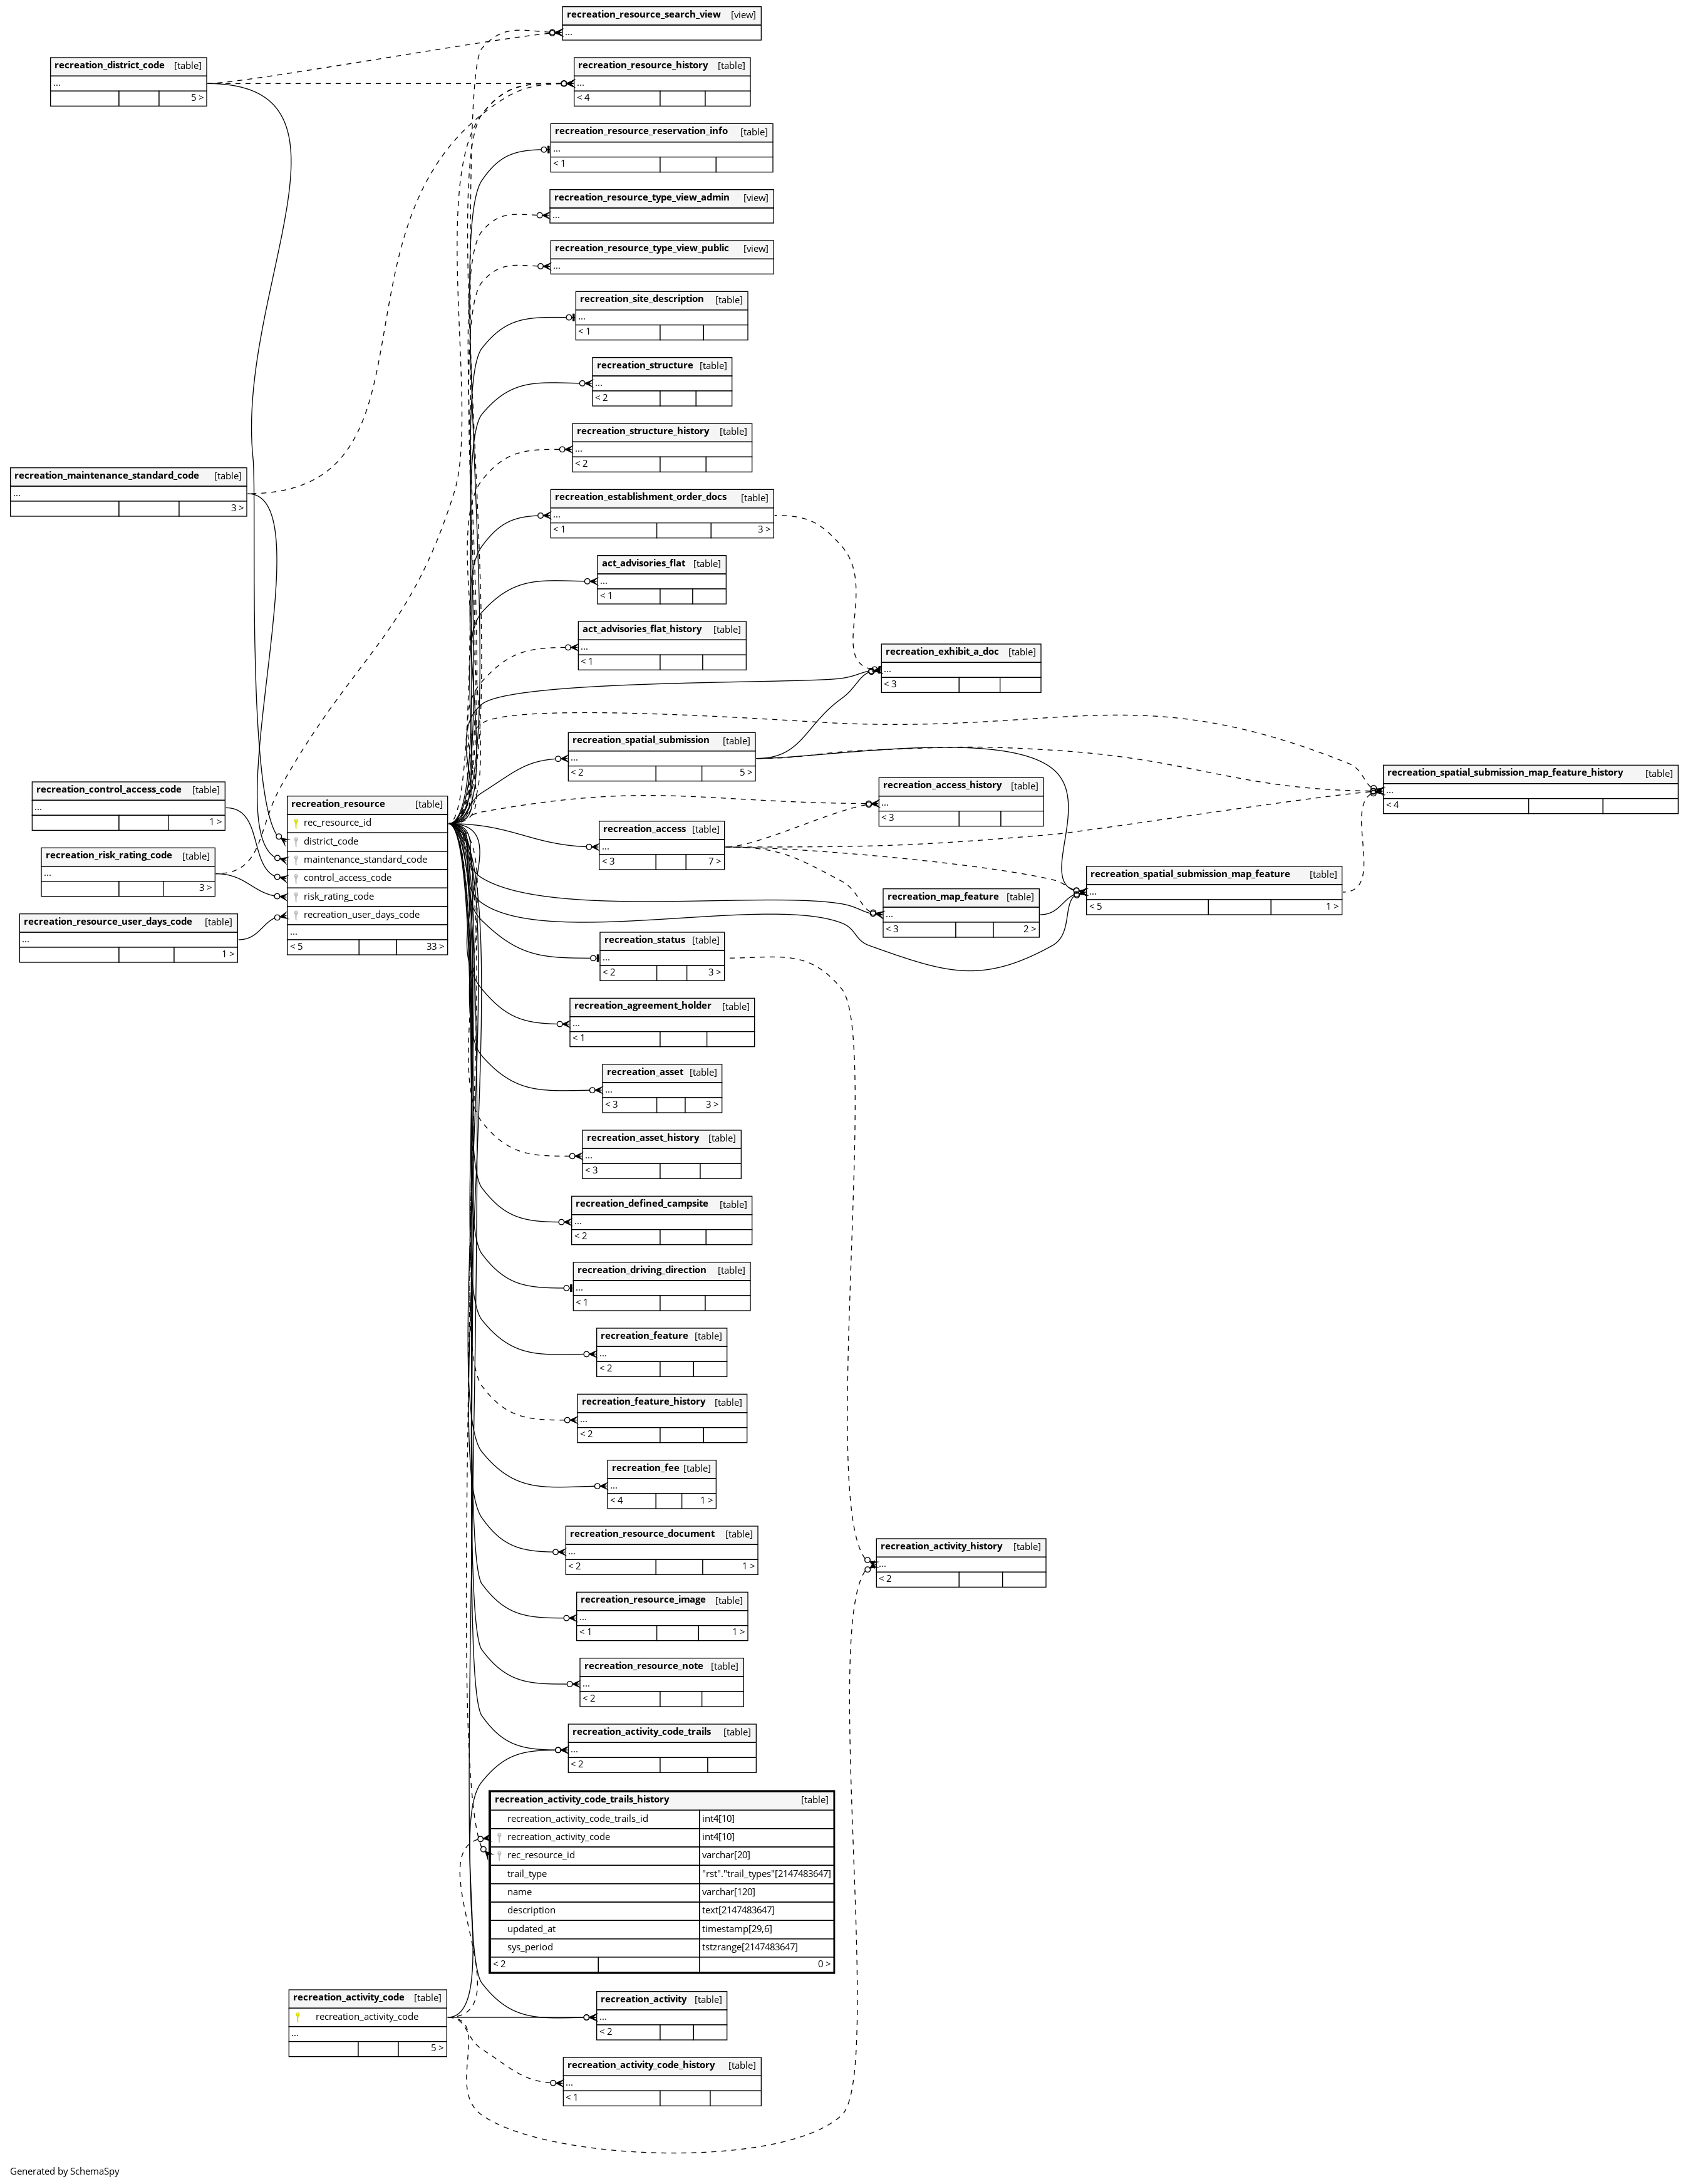 recreation_resource_search_view [view]
...
recreation_district_code [table]
...
5 >
recreation_resource_history [table]
...
< 4
recreation_resource_reservation_info [table]
...
< 1
recreation_resource_type_view_admin [view]
...
recreation_resource_type_view_public [view]
...
recreation_site_description [table]
...
< 1
recreation_structure [table]
...
< 2
recreation_structure_history [table]
...
< 2
recreation_maintenance_standard_code [table]
...
3 >
recreation_establishment_order_docs [table]
...
< 1 3 >
act_advisories_flat [table]
...
< 1
act_advisories_flat_history [table]
...
< 1
recreation_exhibit_a_doc [table]
...
< 3
recreation_spatial_submission [table]
...
< 2 5 >
recreation_spatial_submission_map_feature_history [table]
...
< 4
recreation_access_history [table]
...
< 3
recreation_control_access_code [table]
...
1 >
recreation_risk_rating_code [table]
...
3 >
recreation_resource_user_days_code [table]
...
1 >
recreation_resource [table]
rec_resource_id
district_code
maintenance_standard_code
control_access_code
risk_rating_code
recreation_user_days_code
...
< 5 33 >
recreation_access [table]
...
< 3 7 >
recreation_spatial_submission_map_feature [table]
...
< 5 1 >
recreation_map_feature [table]
...
< 3 2 >
recreation_status [table]
...
< 2 3 >
recreation_agreement_holder [table]
...
< 1
recreation_asset [table]
...
< 3 3 >
recreation_asset_history [table]
...
< 3
recreation_defined_campsite [table]
...
< 2
recreation_driving_direction [table]
...
< 1
recreation_feature [table]
...
< 2
recreation_feature_history [table]
...
< 2
recreation_fee [table]
...
< 4 1 >
recreation_resource_document [table]
...
< 2 1 >
recreation_activity_history [table]
...
< 2
recreation_resource_image [table]
...
< 1 1 >
recreation_resource_note [table]
...
< 2
recreation_activity_code_trails [table]
...
< 2
recreation_activity_code_trails_history [table]
recreation_activity_code_trails_id int4[10]
recreation_activity_code int4[10]
rec_resource_id varchar[20]
trail_type "rst"."trail_types"[2147483647]
name varchar[120]
description text[2147483647]
updated_at timestamp[29,6]
sys_period tstzrange[2147483647]
< 2 0 >
recreation_activity_code [table]
recreation_activity_code
...
5 >
recreation_activity [table]
...
< 2
recreation_activity_code_history [table]
...
< 1
Generated by SchemaSpy